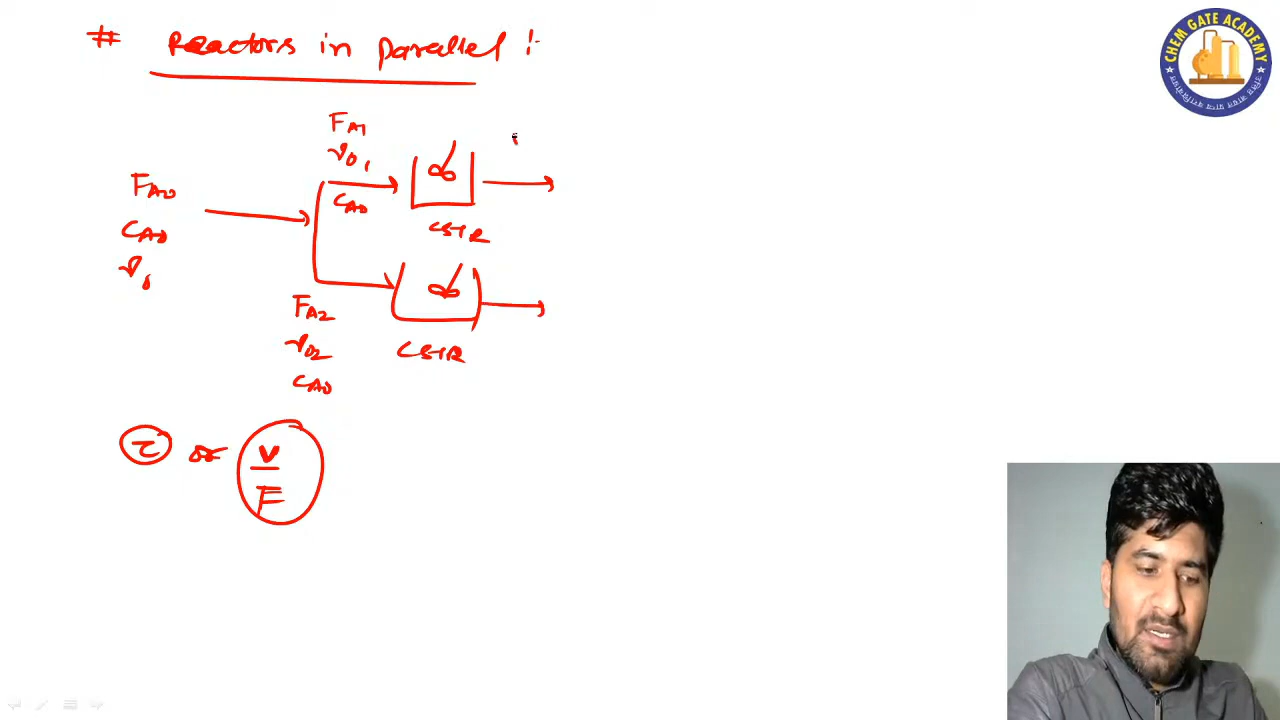 # Reactors in parallel :-
FA1
v01
CA0
CSTR
FA0
CA0
v0
FA2
v02
CA0
CSTR
τ or V/F
CHEM GATE ACADEMY